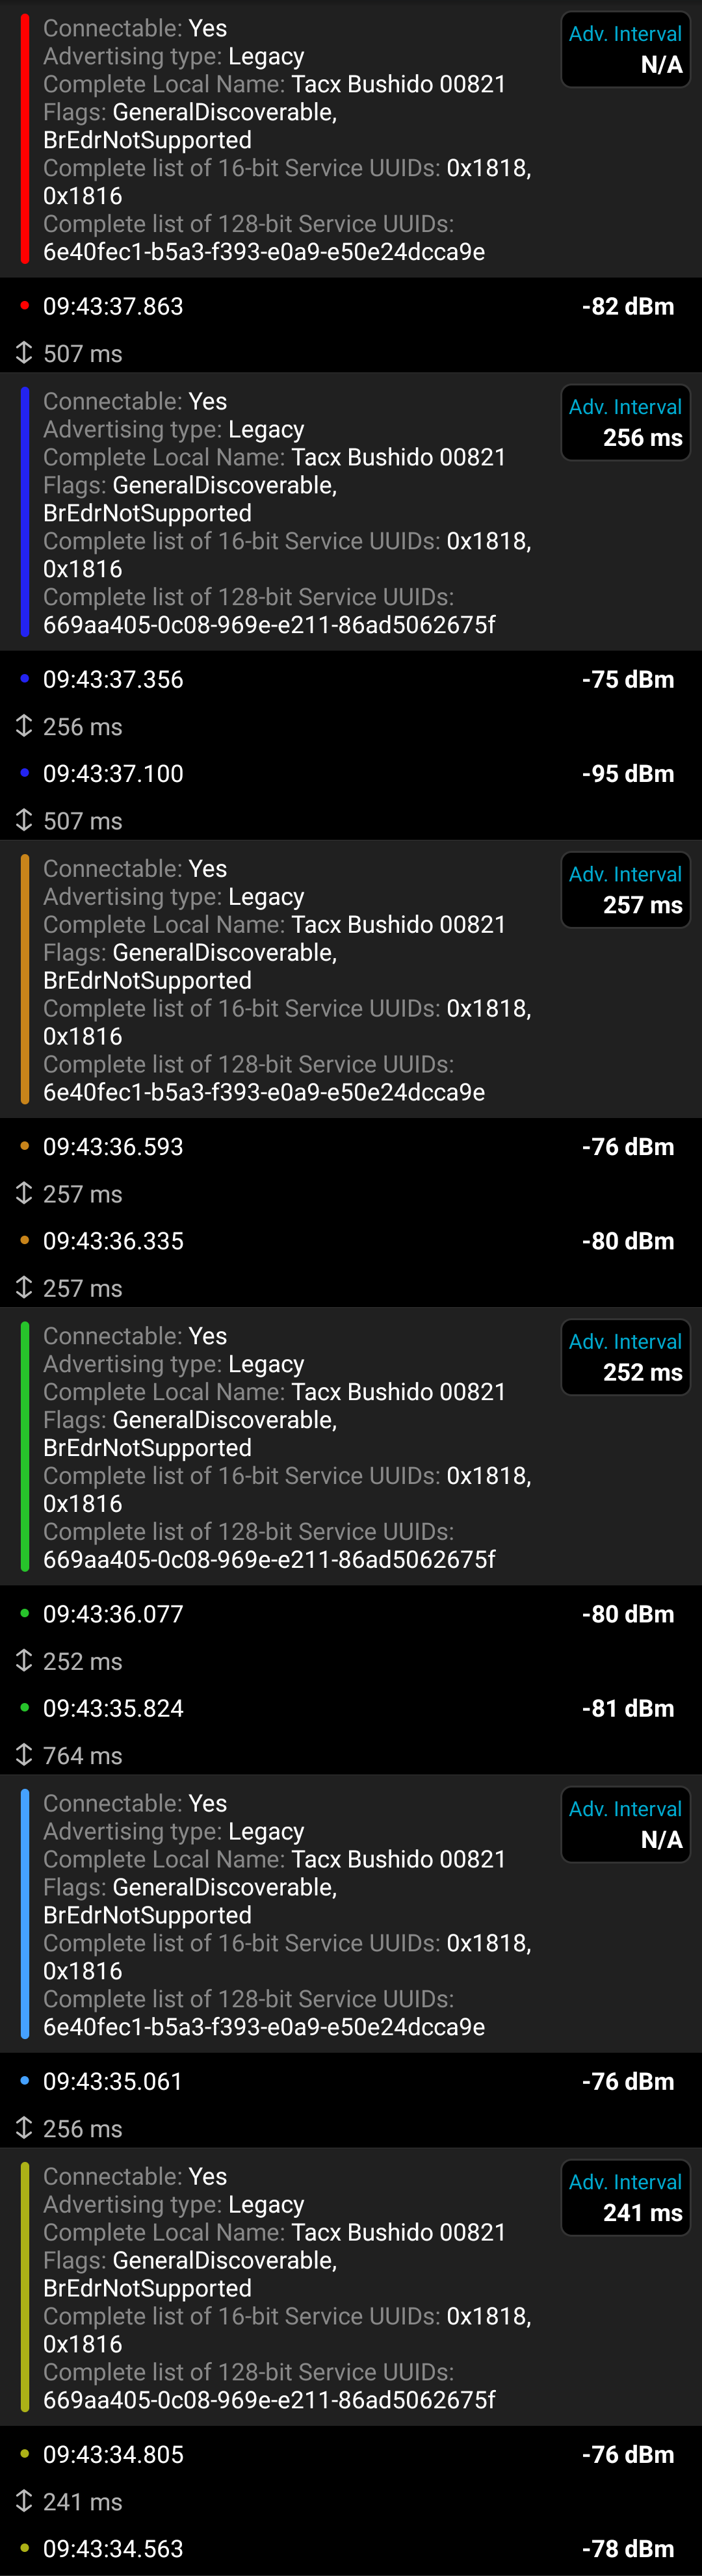 Connectable: Yes
Advertising type: Legacy
Complete Local Name: Tacx Bushido 00821
Flags: GeneralDiscoverable,
BrEdrNotSupported
Complete list of 16-bit Service UUIDs: 0x1818,
0x1816
Complete list of 128-bit Service UUIDs:
6e40fec1-b5a3-f393-e0a9-e50e24dcca9e
Adv. Interval
N/A
09:43:37.863 -82 dBm
507 ms
Connectable: Yes
Advertising type: Legacy
Complete Local Name: Tacx Bushido 00821
Flags: GeneralDiscoverable,
BrEdrNotSupported
Complete list of 16-bit Service UUIDs: 0x1818,
0x1816
Complete list of 128-bit Service UUIDs:
669aa405-0c08-969e-e211-86ad5062675f
Adv. Interval
256 ms
09:43:37.356 -75 dBm
256 ms
09:43:37.100 -95 dBm
507 ms
Connectable: Yes
Advertising type: Legacy
Complete Local Name: Tacx Bushido 00821
Flags: GeneralDiscoverable,
BrEdrNotSupported
Complete list of 16-bit Service UUIDs: 0x1818,
0x1816
Complete list of 128-bit Service UUIDs:
6e40fec1-b5a3-f393-e0a9-e50e24dcca9e
Adv. Interval
257 ms
09:43:36.593 -76 dBm
257 ms
09:43:36.335 -80 dBm
257 ms
Connectable: Yes
Advertising type: Legacy
Complete Local Name: Tacx Bushido 00821
Flags: GeneralDiscoverable,
BrEdrNotSupported
Complete list of 16-bit Service UUIDs: 0x1818,
0x1816
Complete list of 128-bit Service UUIDs:
669aa405-0c08-969e-e211-86ad5062675f
Adv. Interval
252 ms
09:43:36.077 -80 dBm
252 ms
09:43:35.824 -81 dBm
764 ms
Connectable: Yes
Advertising type: Legacy
Complete Local Name: Tacx Bushido 00821
Flags: GeneralDiscoverable,
BrEdrNotSupported
Complete list of 16-bit Service UUIDs: 0x1818,
0x1816
Complete list of 128-bit Service UUIDs:
6e40fec1-b5a3-f393-e0a9-e50e24dcca9e
Adv. Interval
N/A
09:43:35.061 -76 dBm
256 ms
Connectable: Yes
Advertising type: Legacy
Complete Local Name: Tacx Bushido 00821
Flags: GeneralDiscoverable,
BrEdrNotSupported
Complete list of 16-bit Service UUIDs: 0x1818,
0x1816
Complete list of 128-bit Service UUIDs:
669aa405-0c08-969e-e211-86ad5062675f
Adv. Interval
241 ms
09:43:34.805 -76 dBm
241 ms
09:43:34.563 -78 dBm